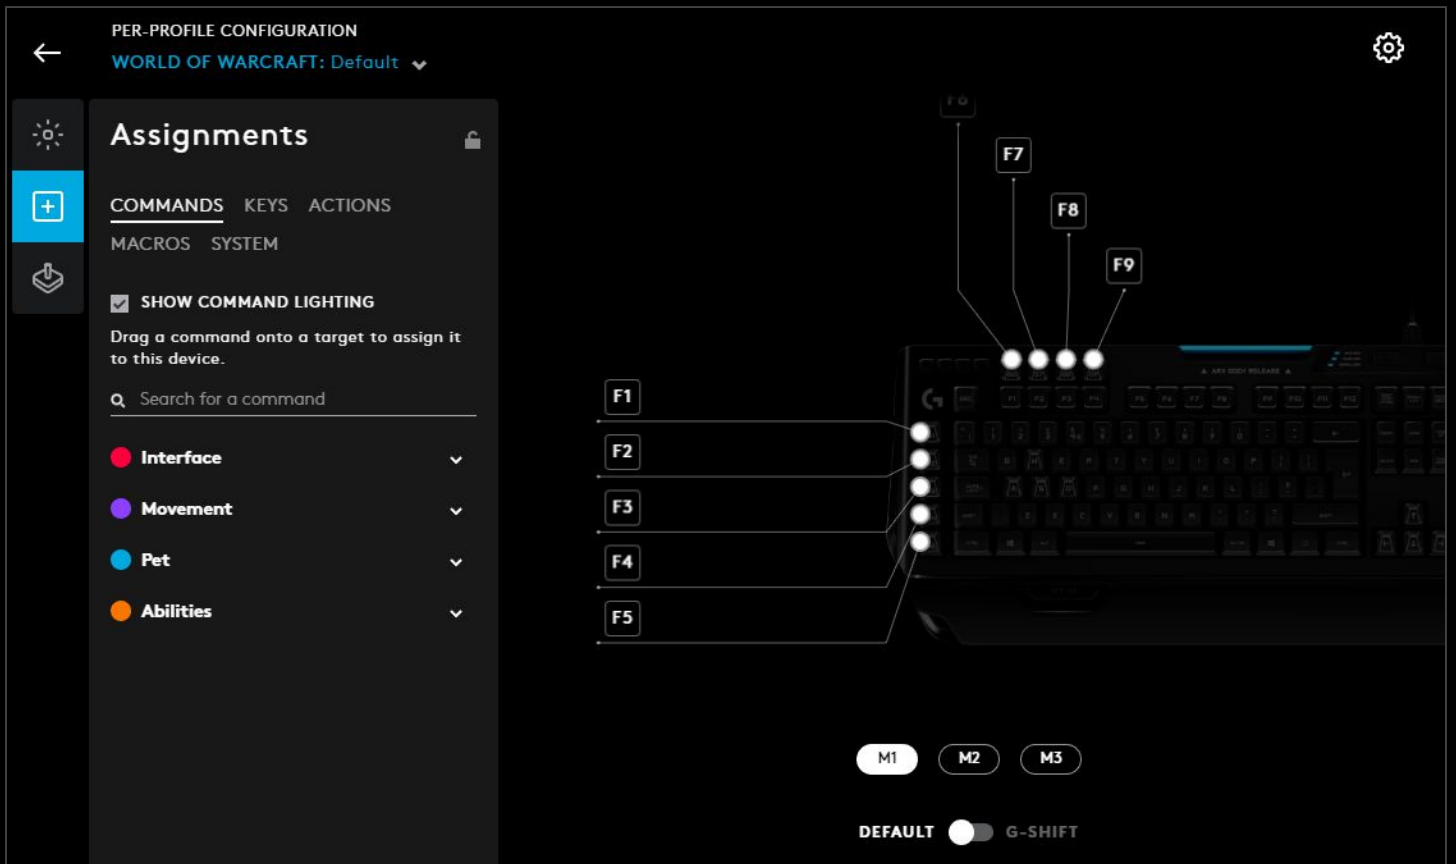 PER-PROFILE CONFIGURATION
WORLD OF WARCRAFT: Default
Assignments
COMMANDS KEYS ACTIONS
MACROS SYSTEM
SHOW COMMAND LIGHTING
Drag a command onto a target to assign it
to this device.
Search for a command
Interface
Movement
Pet
Abilities
F6
F7
F8
F9
F1
F2
F3
F4
F5
M1 M2 M3
DEFAULT G-SHIFT